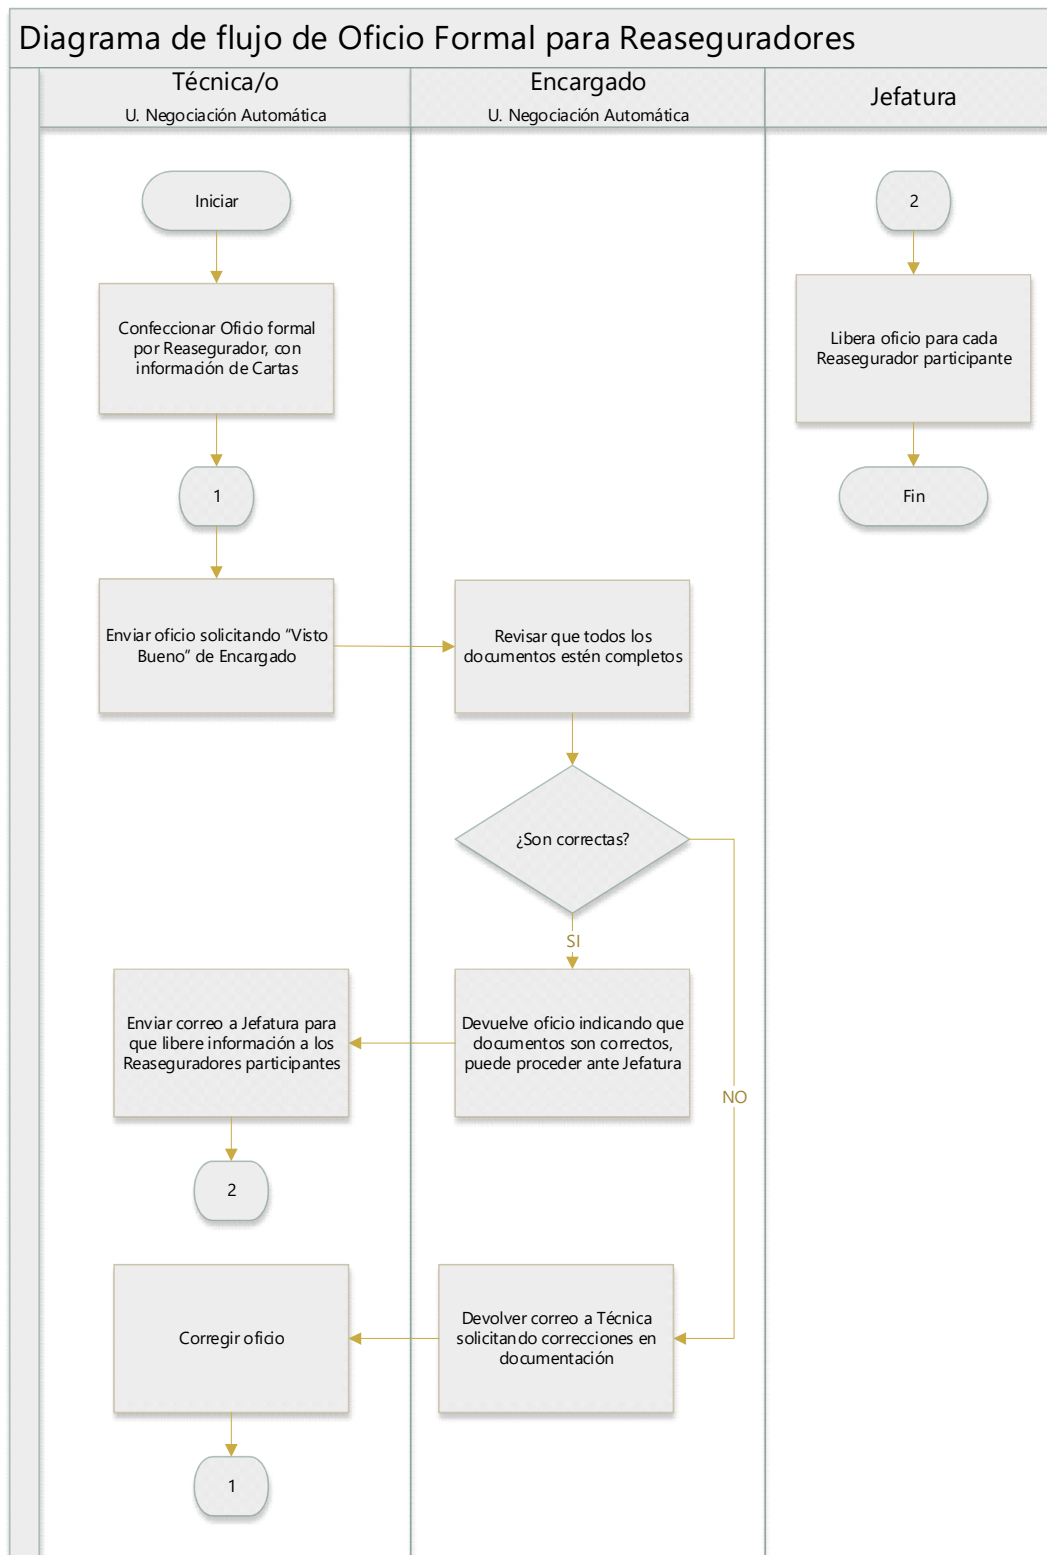 Diagrama de flujo de Oficio Formal para Reaseguradores
Técnica/o
U. Negociación Automática
Encargado
U. Negociación Automática
Jefatura
Iniciar
2
Confeccionar Oficio formal
por Reasegurador, con
información de Cartas
Libera oficio para cada
Reasegurador participante
1
Fin
Enviar oficio solicitando “Visto
Bueno” de Encargado
Revisar que todos los
documentos estén completos
¿Son correctas?
SI
Enviar correo a Jefatura para
que libere información a los
Reaseguradores participantes
Devuelve oficio indicando que
documentos son correctos,
puede proceder ante Jefatura
NO
2
Corregir oficio
Devolver correo a Técnica
solicitando correcciones en
documentación
1